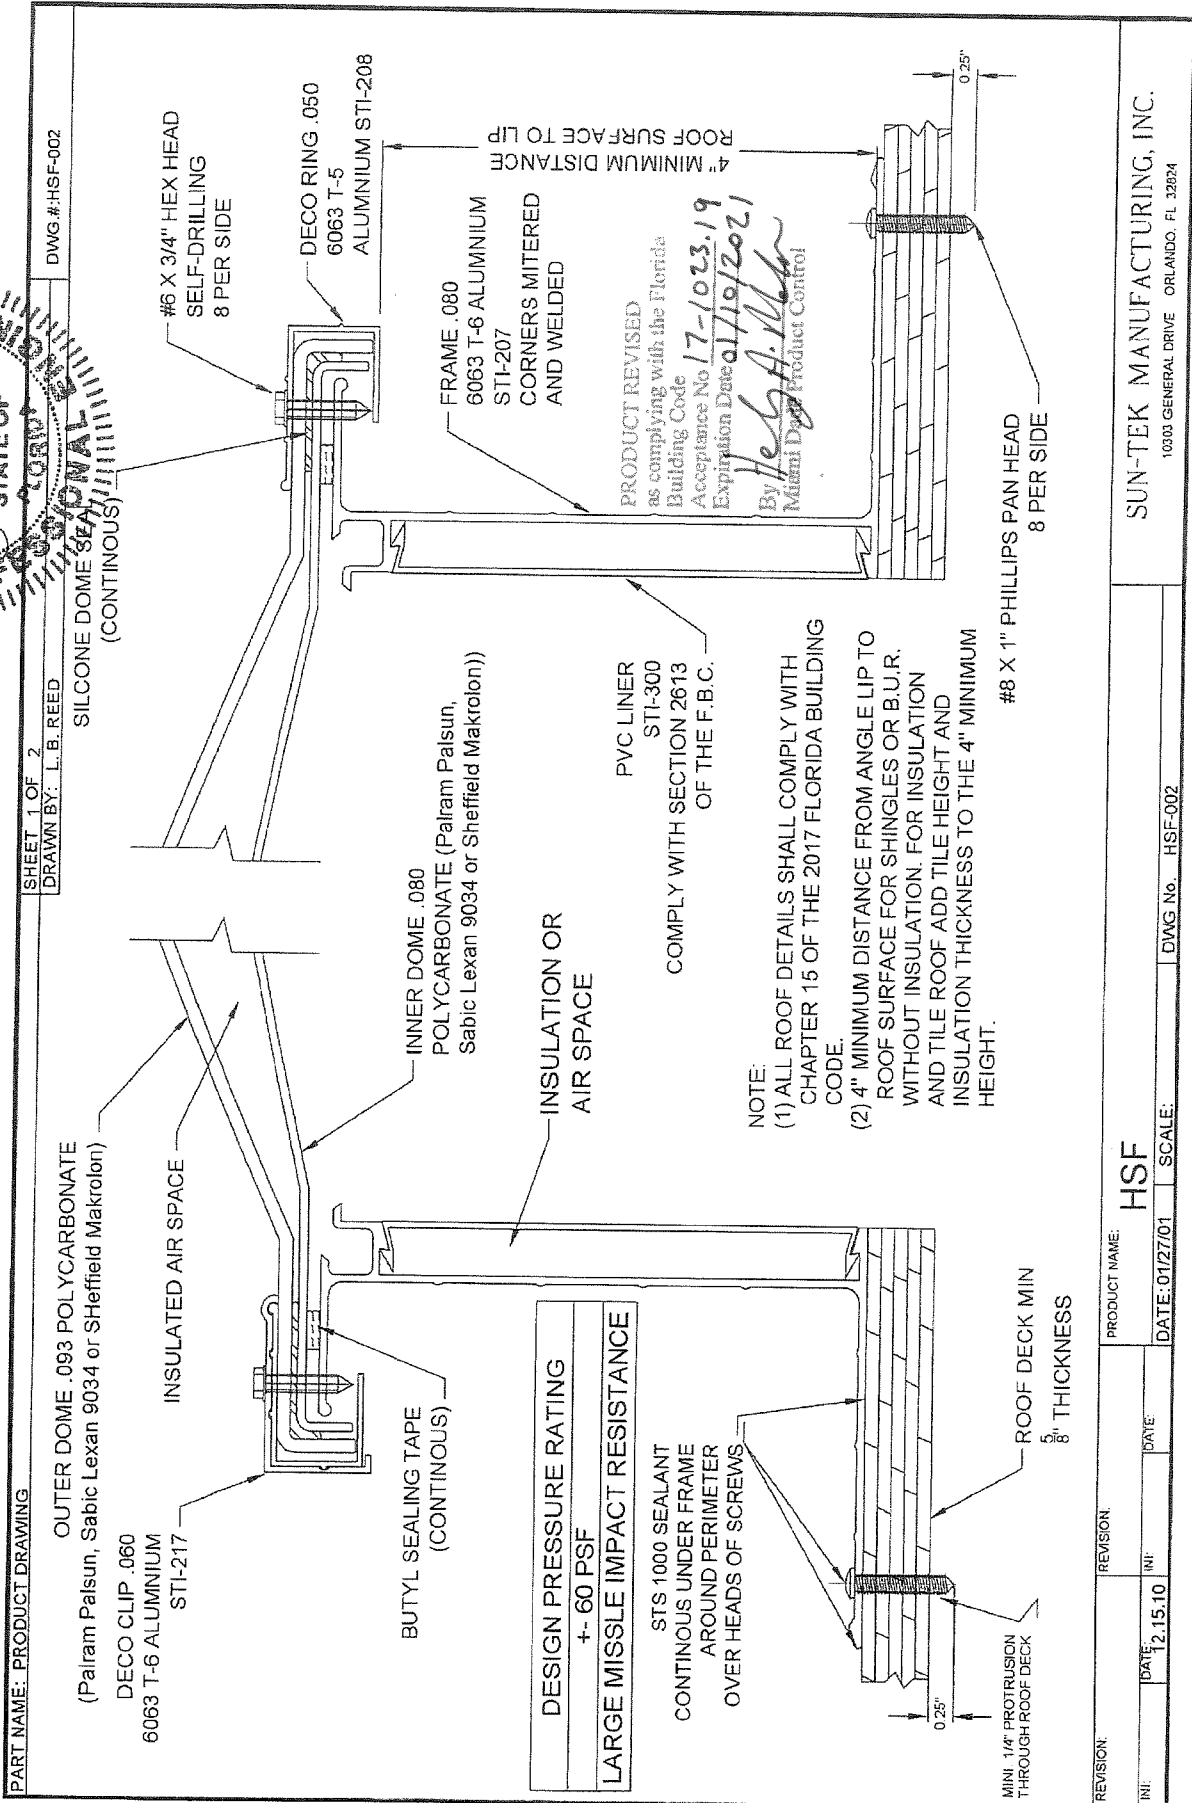 PART NAME: PRODUCT DRAWING
SHEET 1 OF 2
DRAWN BY: L. B. REED
DWG.#:HSF-002
STATE OF
FLORIDA
OUTER DOME .093 POLYCARBONATE
(Palram Palsun, Sabic Lexan 9034 or SHeffield Makrolon)
DECO CLIP .060
6063 T-6 ALUMNIUM
STI-217
INSULATED AIR SPACE
BUTYL SEALING TAPE
(CONTINOUS)
INNER DOME .080
POLYCARBONATE (Palram Palsun,
Sabic Lexan 9034 or Sheffield Makrolon))
SILCONE DOME SEAL
(CONTINOUS)
#6 X 3/4" HEX HEAD
SELF-DRILLING
8 PER SIDE
DECO RING .050
6063 T-5
ALUMNIUM STI-208
4" MINIMUM DISTANCE
ROOF SURFACE TO LIP
FRAME .080
6063 T-6 ALUMNIUM
STI-207
CORNERS MITERED
AND WELDED
PRODUCT REVISED
as complying with the Florida
Building Code
Acceptance No 17-1023.19
Expiration Date 01/10/2021
By
Miami Dade Product Control
DESIGN PRESSURE RATING
+- 60 PSF
LARGE MISSLE IMPACT RESISTANCE
INSULATION OR
AIR SPACE
PVC LINER
STI-300
COMPLY WITH SECTION 2613
OF THE F.B.C.
STS 1000 SEALANT
CONTINOUS UNDER FRAME
AROUND PERIMETER
OVER HEADS OF SCREWS
NOTE:
(1) ALL ROOF DETAILS SHALL COMPLY WITH
CHAPTER 15 OF THE 2017 FLORIDA BUILDING
CODE.
(2) 4" MINIMUM DISTANCE FROM ANGLE LIP TO
ROOF SURFACE FOR SHINGLES OR B.U.R.
WITHOUT INSULATION. FOR INSULATION
AND TILE ROOF ADD TILE HEIGHT AND
INSULATION THICKNESS TO THE 4" MINIMUM
HEIGHT.
0.25"
MINI. 1/4" PROTRUSION
THROUGH ROOF DECK
ROOF DECK MIN
5/8" THICKNESS
#8 X 1" PHILLIPS PAN HEAD
8 PER SIDE
0.25"
REVISION:
INI:
DATE: 12.15.10
REVISION:
INI:
DATE:
PRODUCT NAME: HSF
DATE:01/27/01
SCALE:
DWG No. HSF-002
SUN-TEK MANUFACTURING, INC.
10303 GENERAL DRIVE ORLANDO, FL 32824